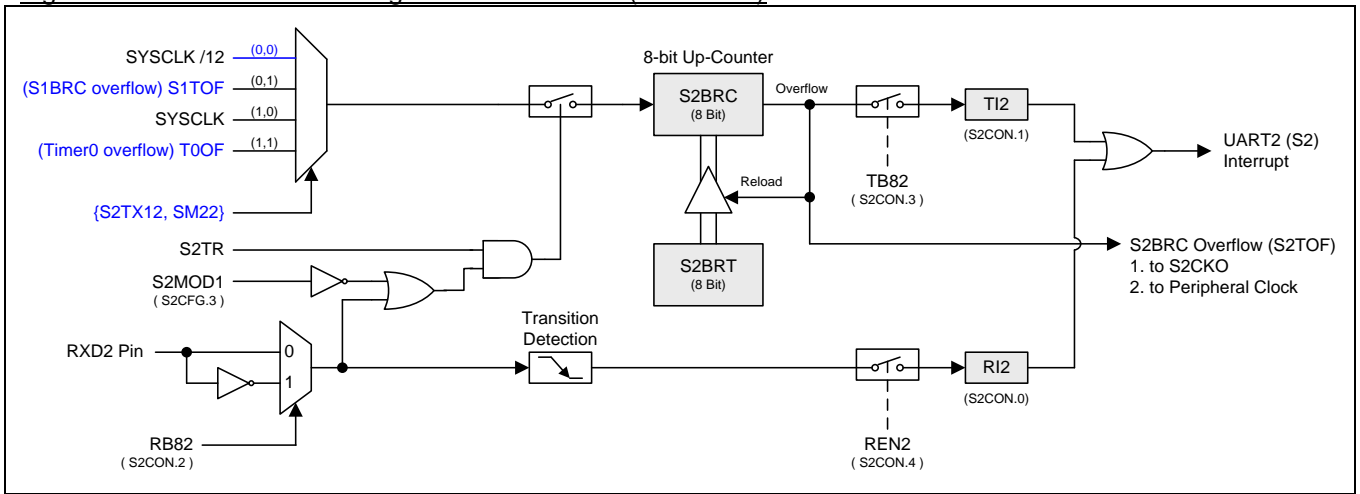 SYSCLK /12
(0,0)
(S1BRC overflow) S1TOF
(0,1)
SYSCLK
(1,0)
(Timer0 overflow) T0OF
(1,1)
{S2TX12, SM22}
S2TR
S2MOD1
( S2CFG.3 )
RXD2 Pin
0
1
RB82
( S2CON.2 )
Transition
Detection
8-bit Up-Counter
S2BRC
(8 Bit)
Overflow
Reload
S2BRT
(8 Bit)
TB82
( S2CON.3 )
TI2
(S2CON.1)
REN2
( S2CON.4 )
RI2
(S2CON.0)
UART2 (S2)
Interrupt
S2BRC Overflow (S2TOF)
1. to S2CKO
2. to Peripheral Clock